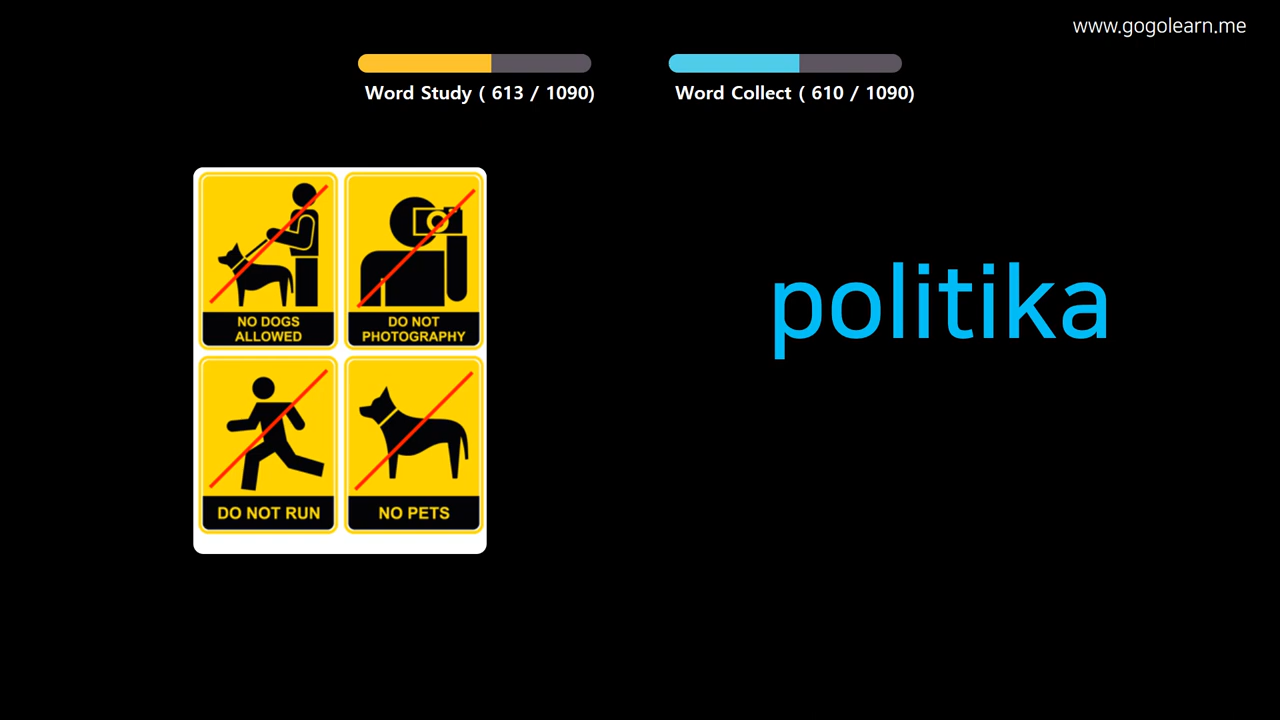 www.gogolearn.me
Word Study ( 613 / 1090)
Word Collect ( 610 / 1090)
NO DOGS
ALLOWED
DO NOT
PHOTOGRAPHY
DO NOT RUN
NO PETS
politika